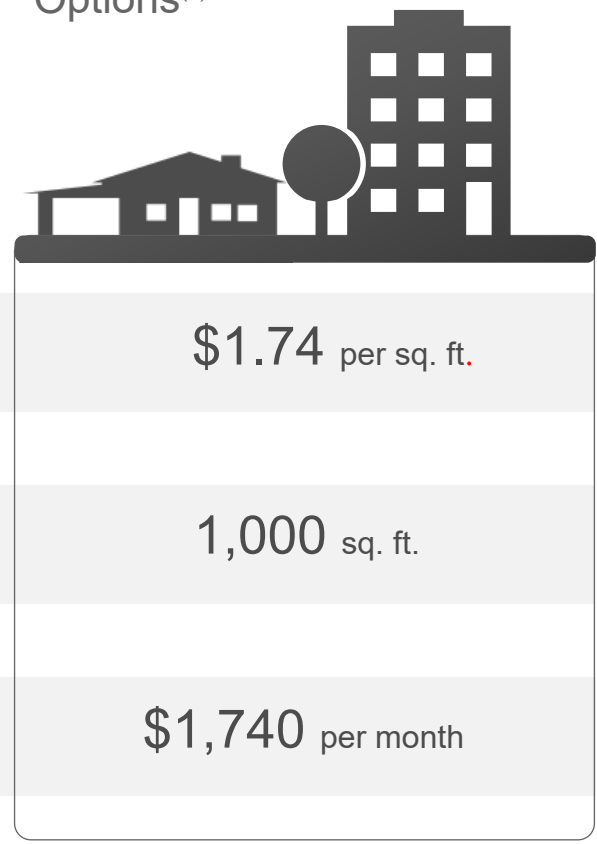 Options
$1.74 per sq. ft.
1,000 sq. ft.
$1,740 per month